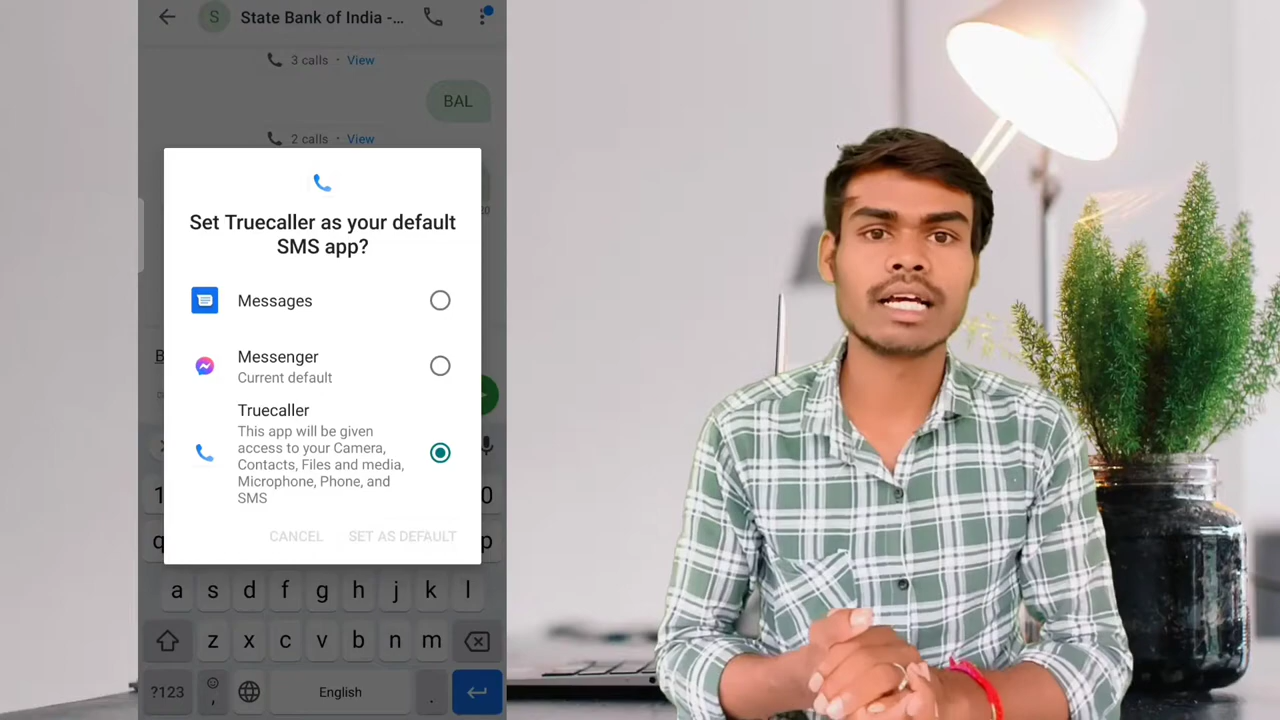 S State Bank of India -...
3 calls · View
BAL
2 calls · View
Set Truecaller as your default
SMS app?
Messages
Messenger
Current default
Truecaller
This app will be given
access to your Camera,
Contacts, Files and media,
Microphone, Phone, and
SMS
CANCEL SET AS DEFAULT
B
1 0
q p
a s d f g h j k l
z x c v b n m
?123 , English .